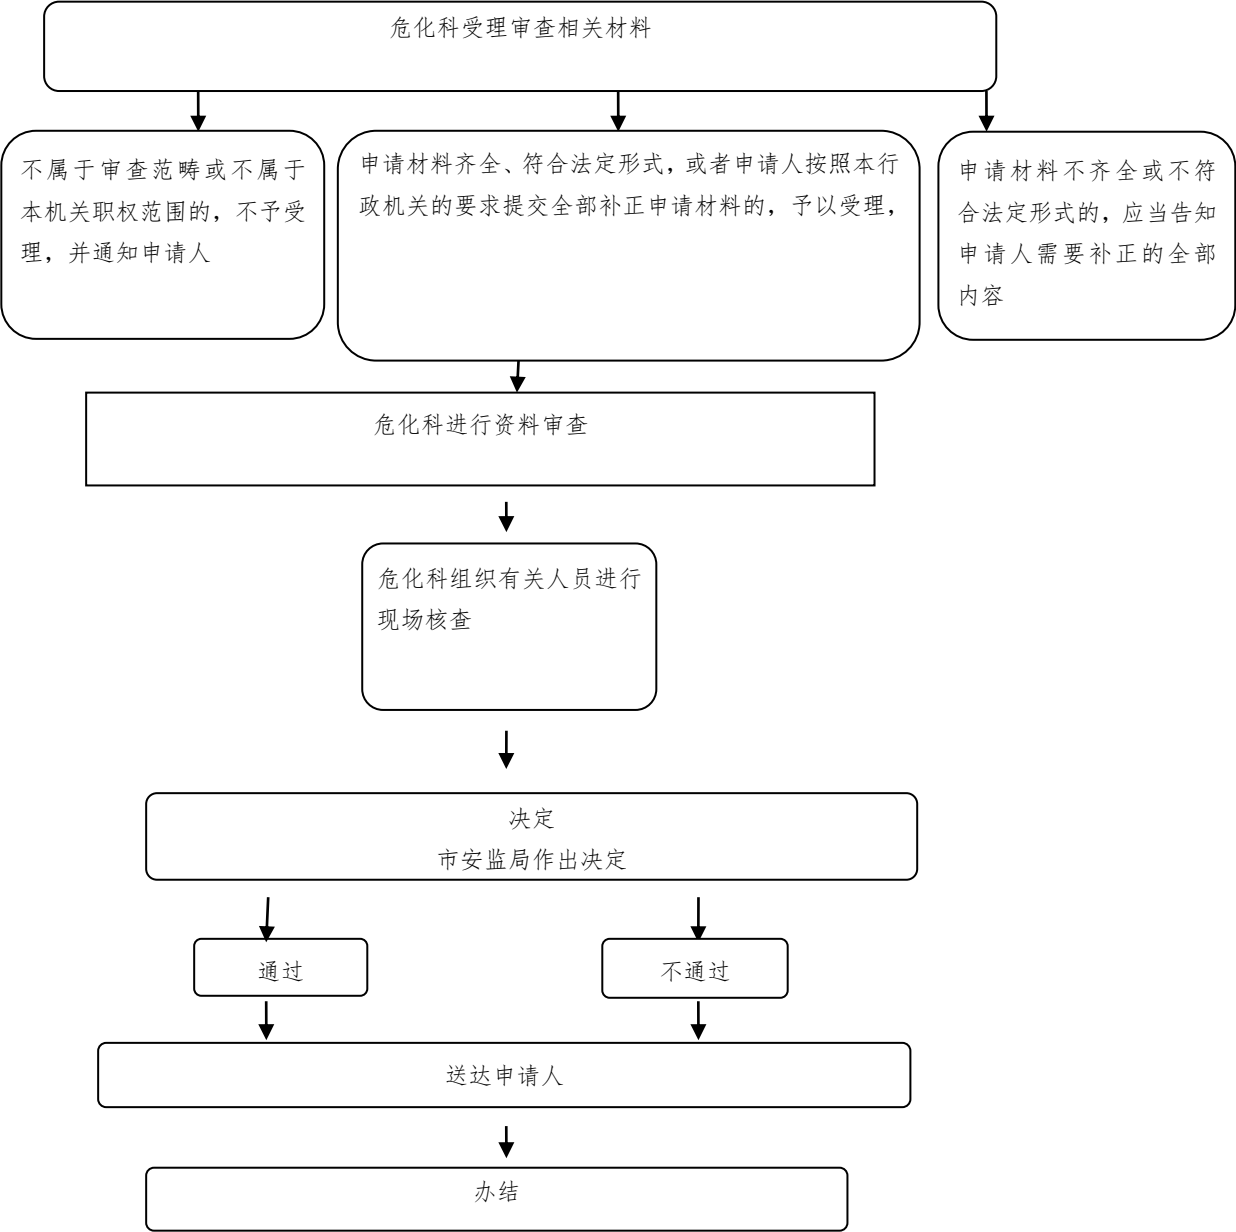 危化科受理审查相关材料
不属于审查范畴或不属于
本机关职权范围的，不予受
理，并通知申请人
申请材料齐全、符合法定形式，或者申请人按照本行
政机关的要求提交全部补正申请材料的，予以受理，
申请材料不齐全或不符
合法定形式的，应当告知
申请人需要补正的全部
内容
危化科进行资料审查
危化科组织有关人员进行
现场核查
决定
市安监局作出决定
通过
不通过
送达申请人
办结